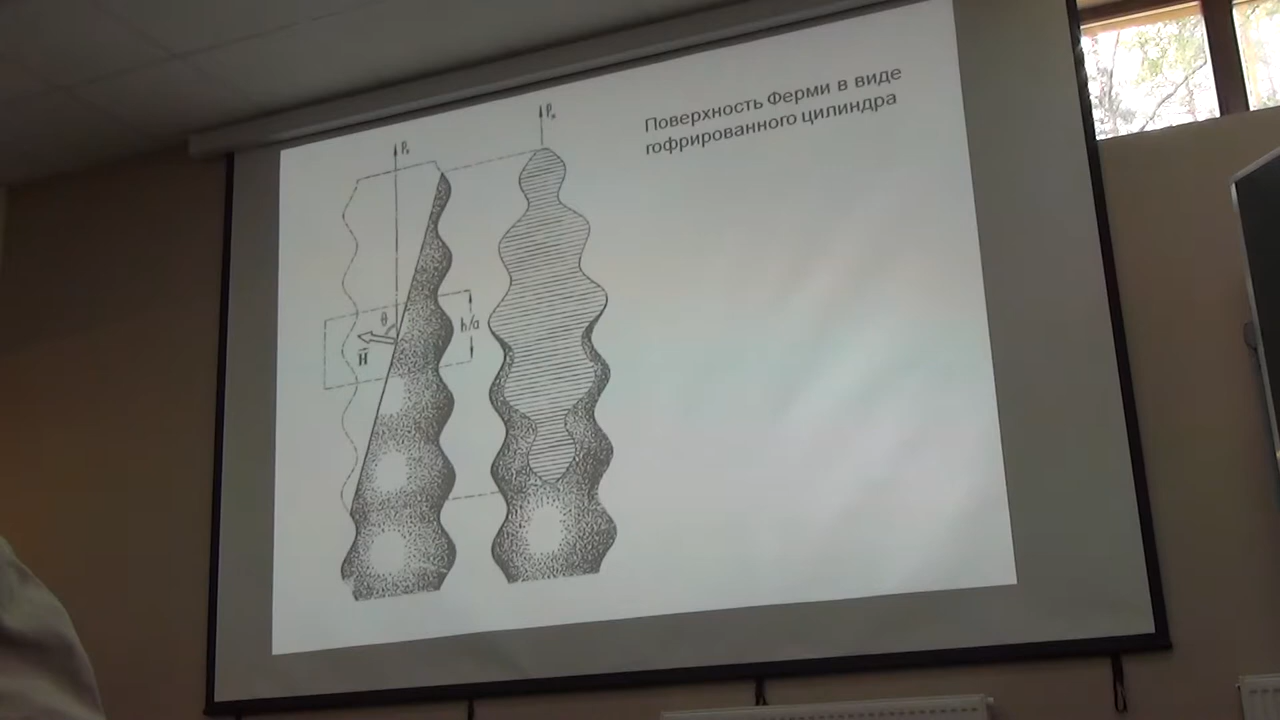 Поверхность Ферми в виде
гофрированного цилиндра
θ
H
h/a